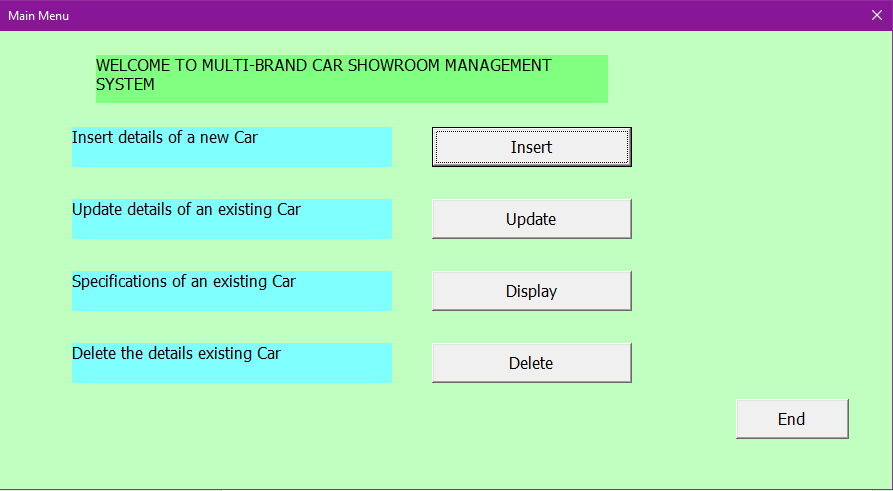 Main Menu
WELCOME TO MULTI-BRAND CAR SHOWROOM MANAGEMENT
SYSTEM
Insert details of a new Car
Insert
Update details of an existing Car
Update
Specifications of an existing Car
Display
Delete the details existing Car
Delete
End